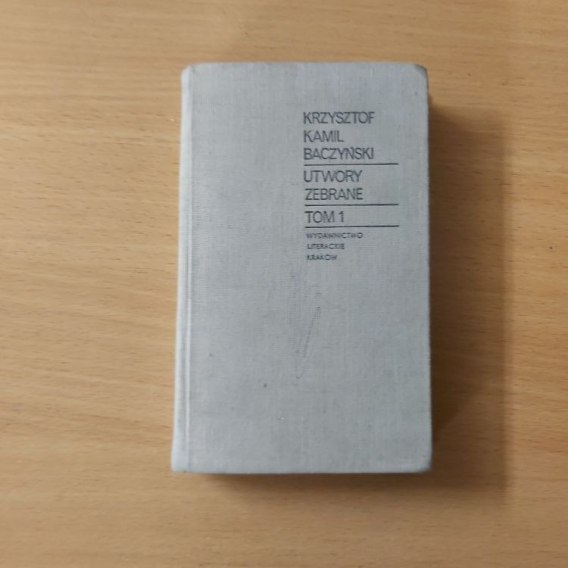 KRZYSZTOF
KAMIL
BACZYŃSKI
UTWORY
ZEBRANE
TOM 1
WYDAWNICTWO
LITERACKIE
KRAKÓW